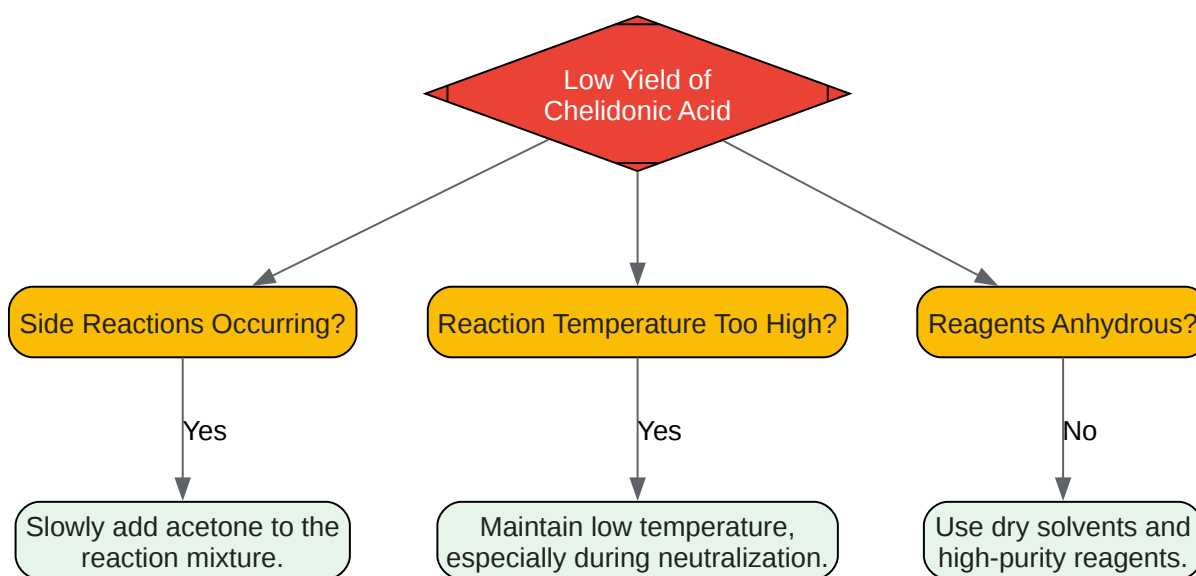 Low Yield of
Chelidonic Acid
Side Reactions Occurring?
Reaction Temperature Too High?
Reagents Anhydrous?
Yes
Yes
No
Slowly add acetone to the
reaction mixture.
Maintain low temperature,
especially during neutralization.
Use dry solvents and
high-purity reagents.